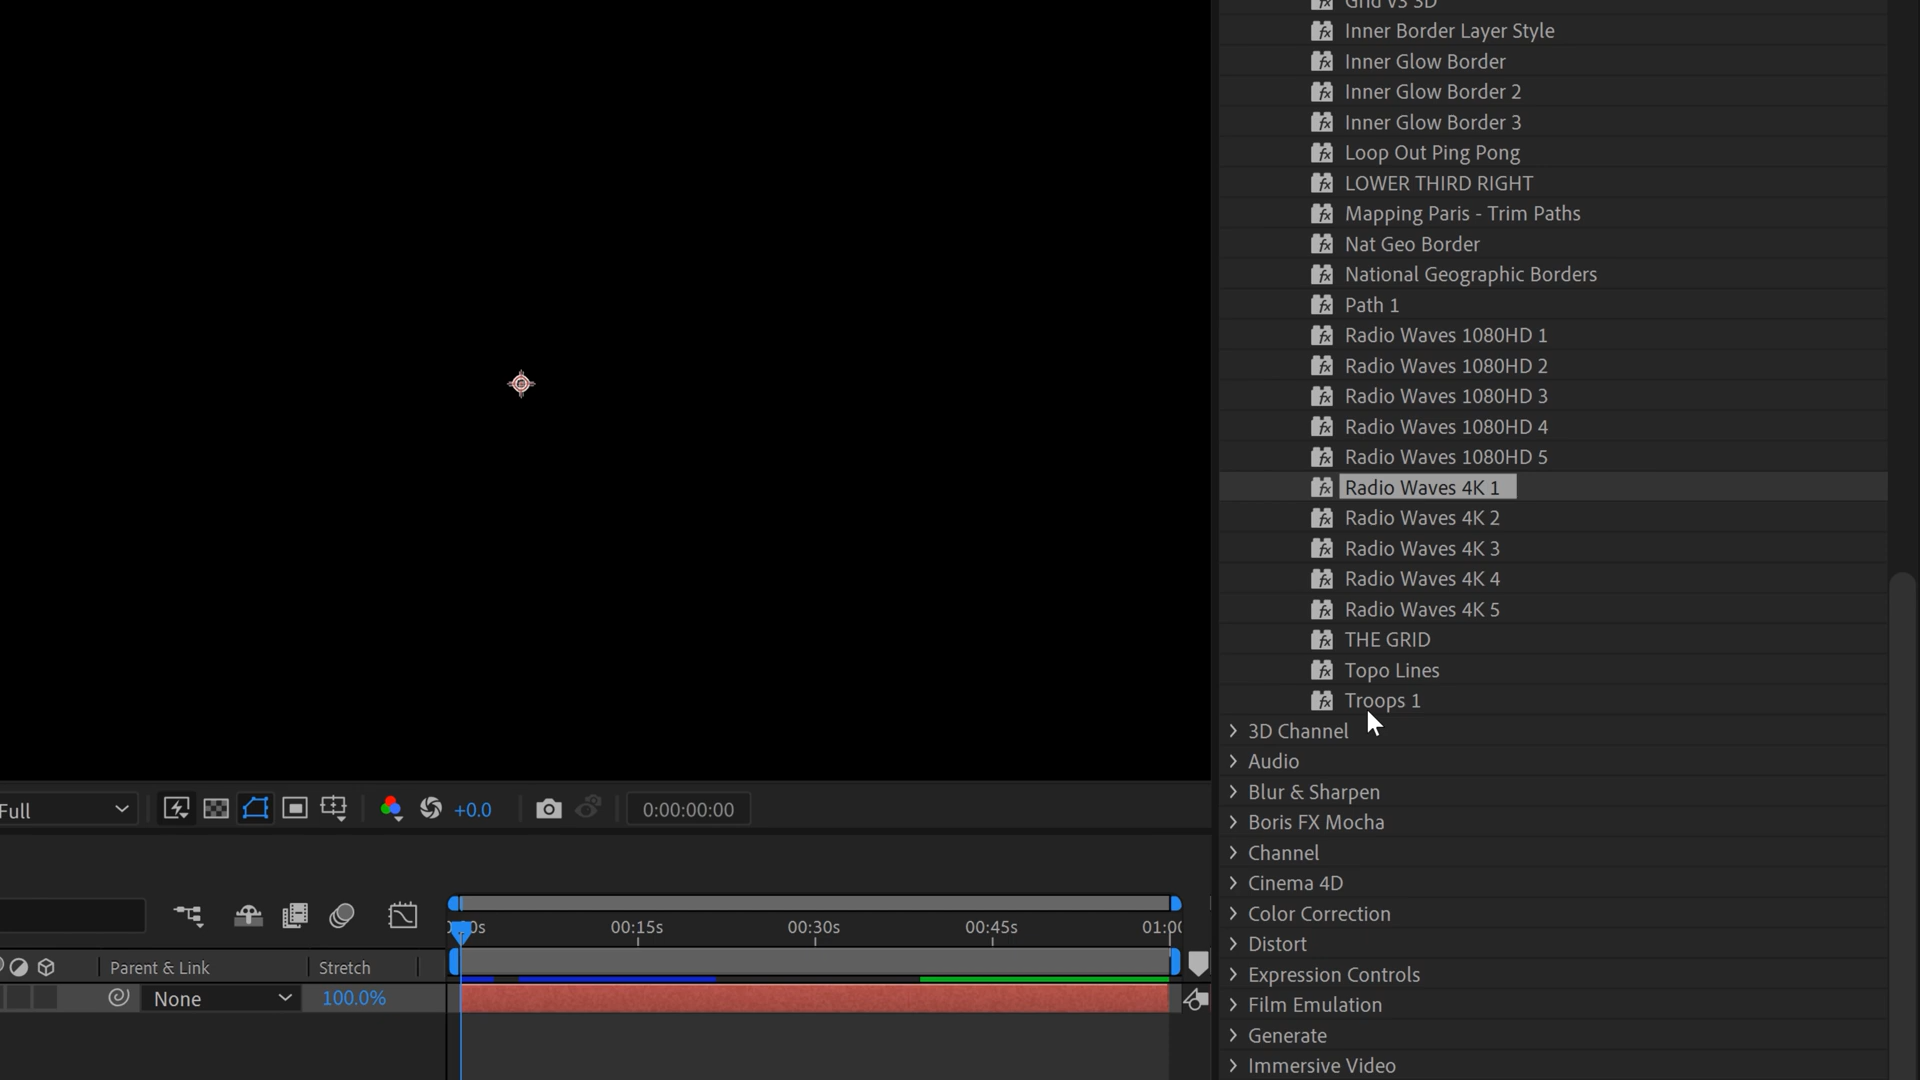 Grid V3 3D
Inner Border Layer Style
Inner Glow Border
Inner Glow Border 2
Inner Glow Border 3
Loop Out Ping Pong
LOWER THIRD RIGHT
Mapping Paris - Trim Paths
Nat Geo Border
National Geographic Borders
Path 1
Radio Waves 1080HD 1
Radio Waves 1080HD 2
Radio Waves 1080HD 3
Radio Waves 1080HD 4
Radio Waves 1080HD 5
Radio Waves 4K 1
Radio Waves 4K 2
Radio Waves 4K 3
Radio Waves 4K 4
Radio Waves 4K 5
THE GRID
Topo Lines
Troops 1
3D Channel
Audio
Blur & Sharpen
Boris FX Mocha
Channel
Cinema 4D
Color Correction
Distort
Expression Controls
Film Emulation
Generate
Immersive Video
Full +0.0 0:00:00:00
00:15s 00:30s 00:45s 01:00
Parent & Link Stretch
None 100.0%